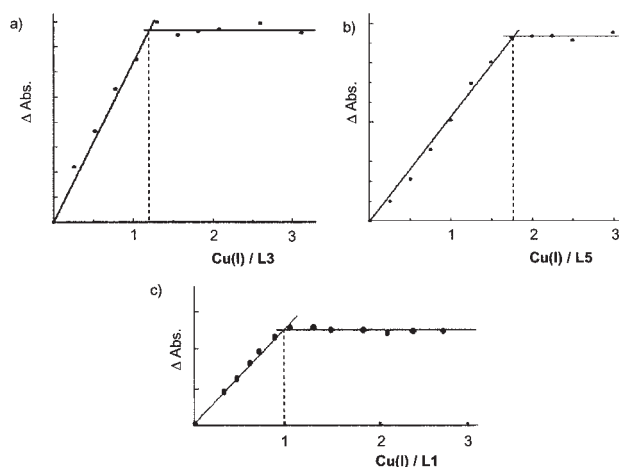 a)
Δ Abs.
1 2 3
Cu(I) / L3
b)
Δ Abs.
1 2 3
Cu(I) / L5
c)
Δ Abs.
1 2 3
Cu(I) / L1